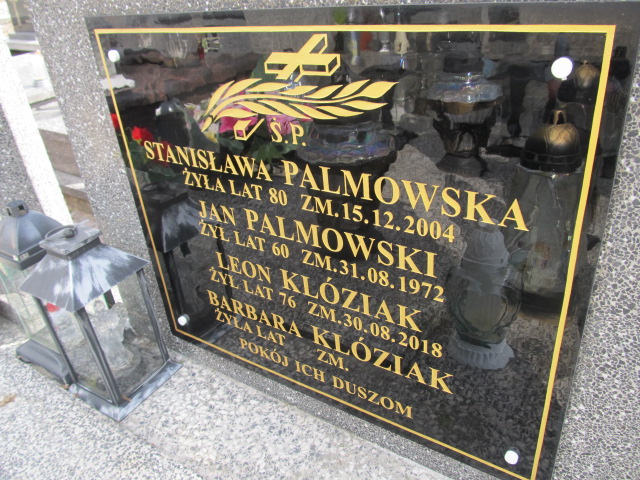 Ś.P.
STANISŁAWA PALMOWSKA
ŻYŁA LAT 80 ZM.15.12.2004
JAN PALMOWSKI
ŻYŁ LAT 60 ZM.31.08.1972
LEON KLÓZIAK
ŻYŁ LAT 76 ZM.30.08.2018
BARBARA KLÓZIAK
ŻYŁA LAT ZM.
POKÓJ ICH DUSZOM